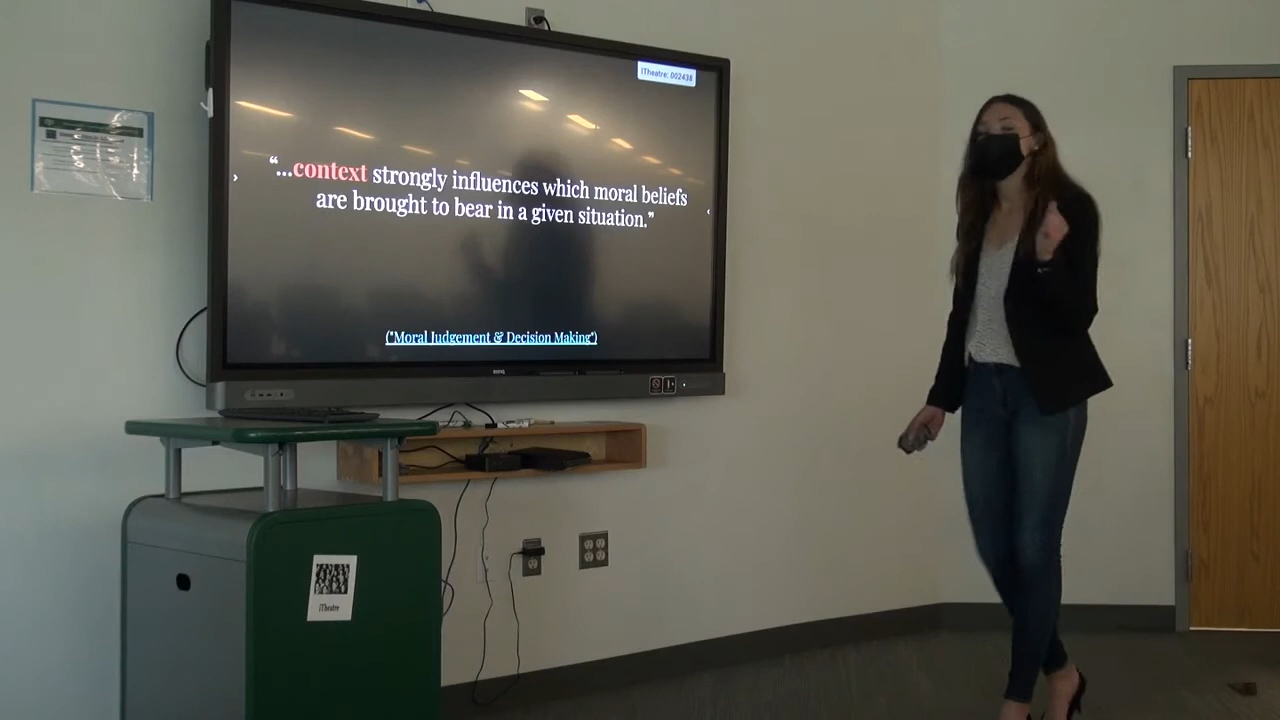 iTheatre: 002438
“...context strongly influences which moral beliefs
are brought to bear in a given situation.”
("Moral Judgement & Decision Making")
BenQ
iTheatre